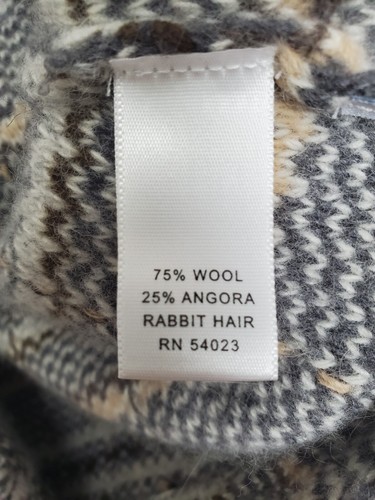 75% WOOL
25% ANGORA
RABBIT HAIR
RN 54023